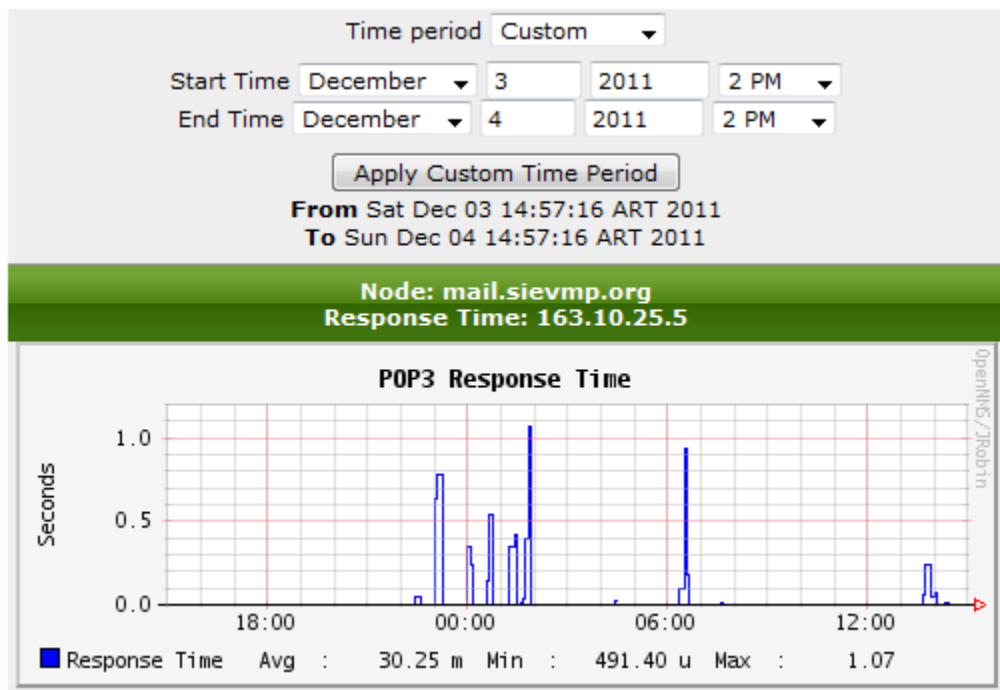 Time period Custom
Start Time December 3 2011 2 PM
End Time December 4 2011 2 PM
Apply Custom Time Period
From Sat Dec 03 14:57:16 ART 2011
To Sun Dec 04 14:57:16 ART 2011
Node: mail.sievmp.org
Response Time: 163.10.25.5
POP3 Response Time
OpenNMS/JRobin
Seconds
1.0
0.5
0.0
18:00 00:00 06:00 12:00
Response Time Avg : 30.25 m Min : 491.40 u Max : 1.07